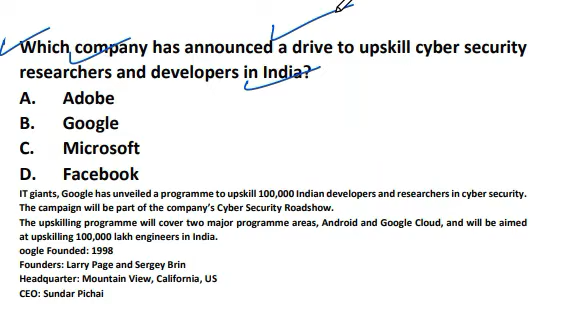 Which company has announced a drive to upskill cyber security
researchers and developers in India?
A. Adobe
B. Google
C. Microsoft
D. Facebook
IT giants, Google has unveiled a programme to upskill 100,000 Indian developers and researchers in cyber security.
The campaign will be part of the company's Cyber Security Roadshow.
The upskilling programme will cover two major programme areas, Android and Google Cloud, and will be aimed
at upskilling 100,000 lakh engineers in India.
oogle Founded: 1998
Founders: Larry Page and Sergey Brin
Headquarter: Mountain View, California, US
CEO: Sundar Pichai